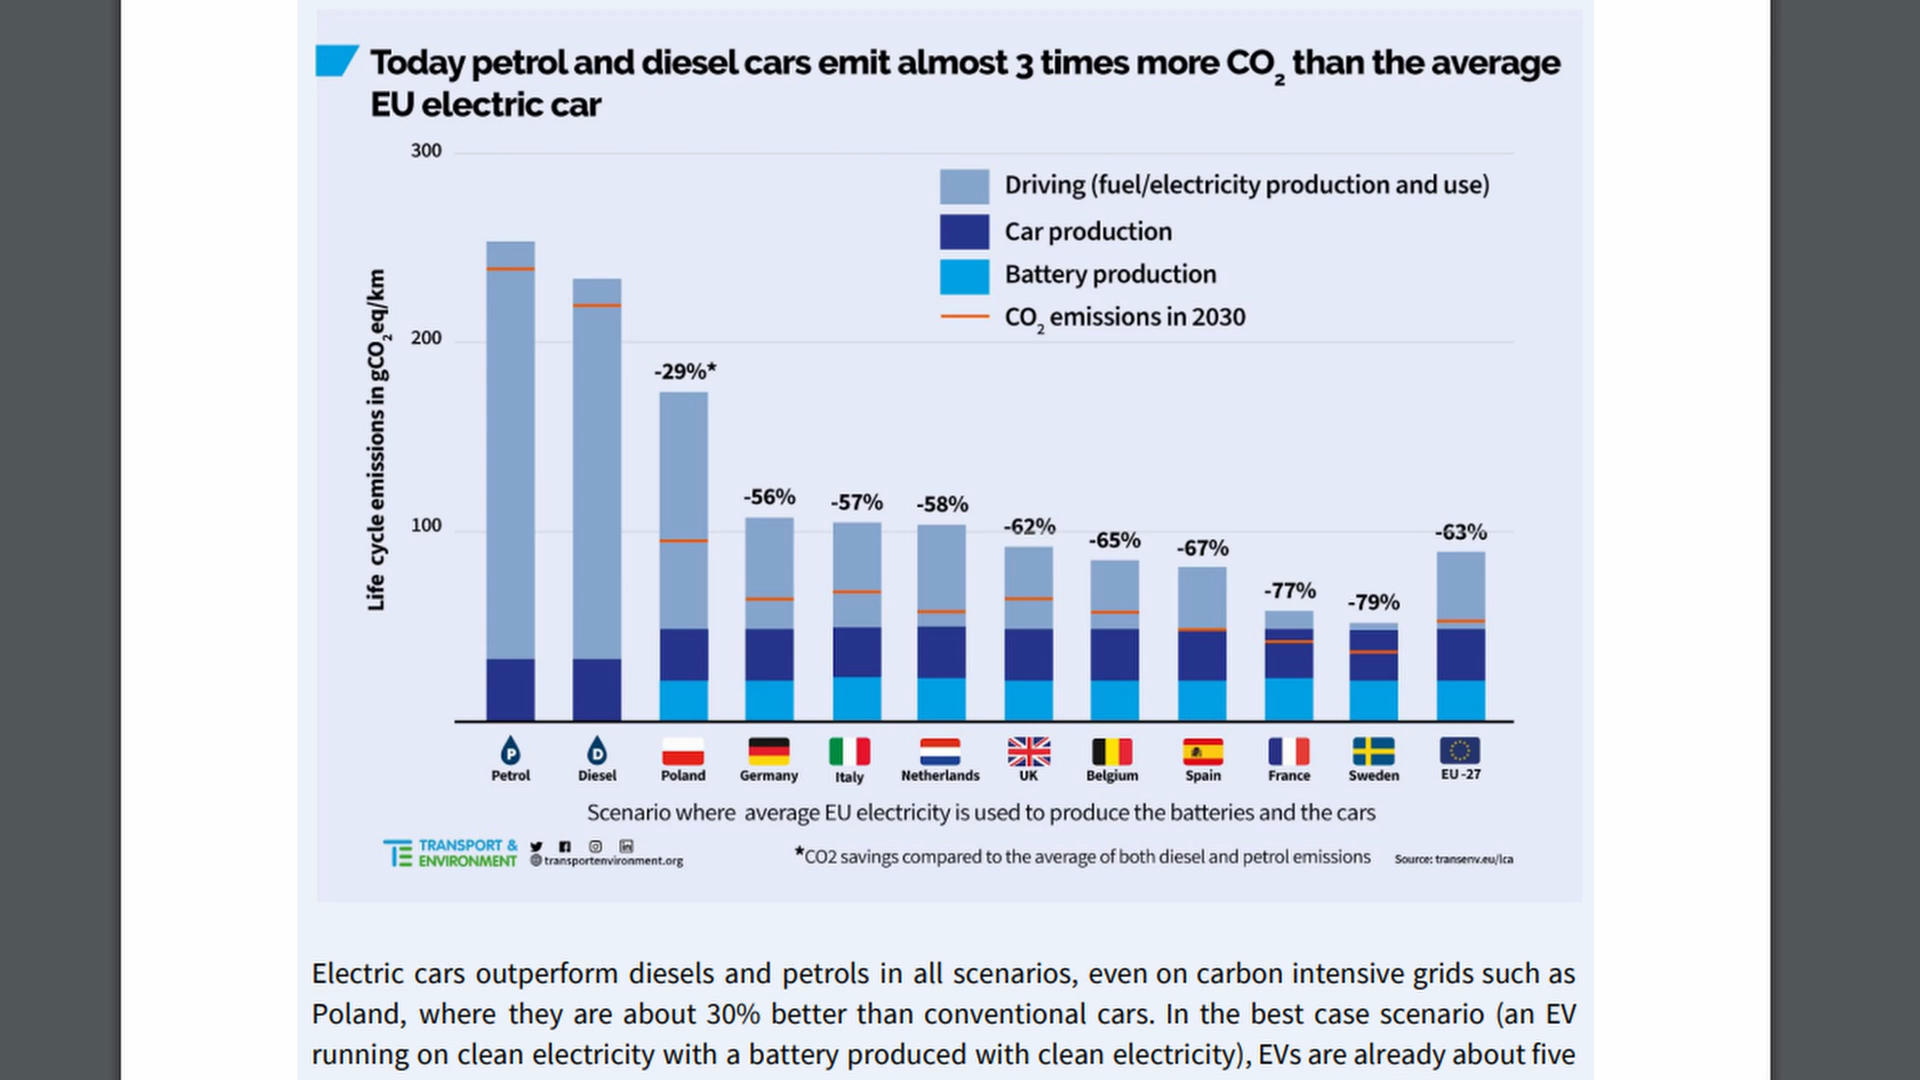 Today petrol and diesel cars emit almost 3 times more CO2 than the average
EU electric car
300
200
100
Life cycle emissions in gCO2eq/km
Driving (fuel/electricity production and use)
Car production
Battery production
CO2 emissions in 2030
-29%*
-56%
-57%
-58%
-62%
-65%
-67%
-77%
-79%
-63%
P
D
Petrol
Diesel
Poland
Germany
Italy
Netherlands
UK
Belgium
Spain
France
Sweden
EU-27
Scenario where average EU electricity is used to produce the batteries and the cars
TRANSPORT &
ENVIRONMENT
transportenvironment.org
*CO2 savings compared to the average of both diesel and petrol emissions
Source: transenv.eu/lca
Electric cars outperform diesels and petrols in all scenarios, even on carbon intensive grids such as
Poland, where they are about 30% better than conventional cars. In the best case scenario (an EV
running on clean electricity with a battery produced with clean electricity), EVs are already about five